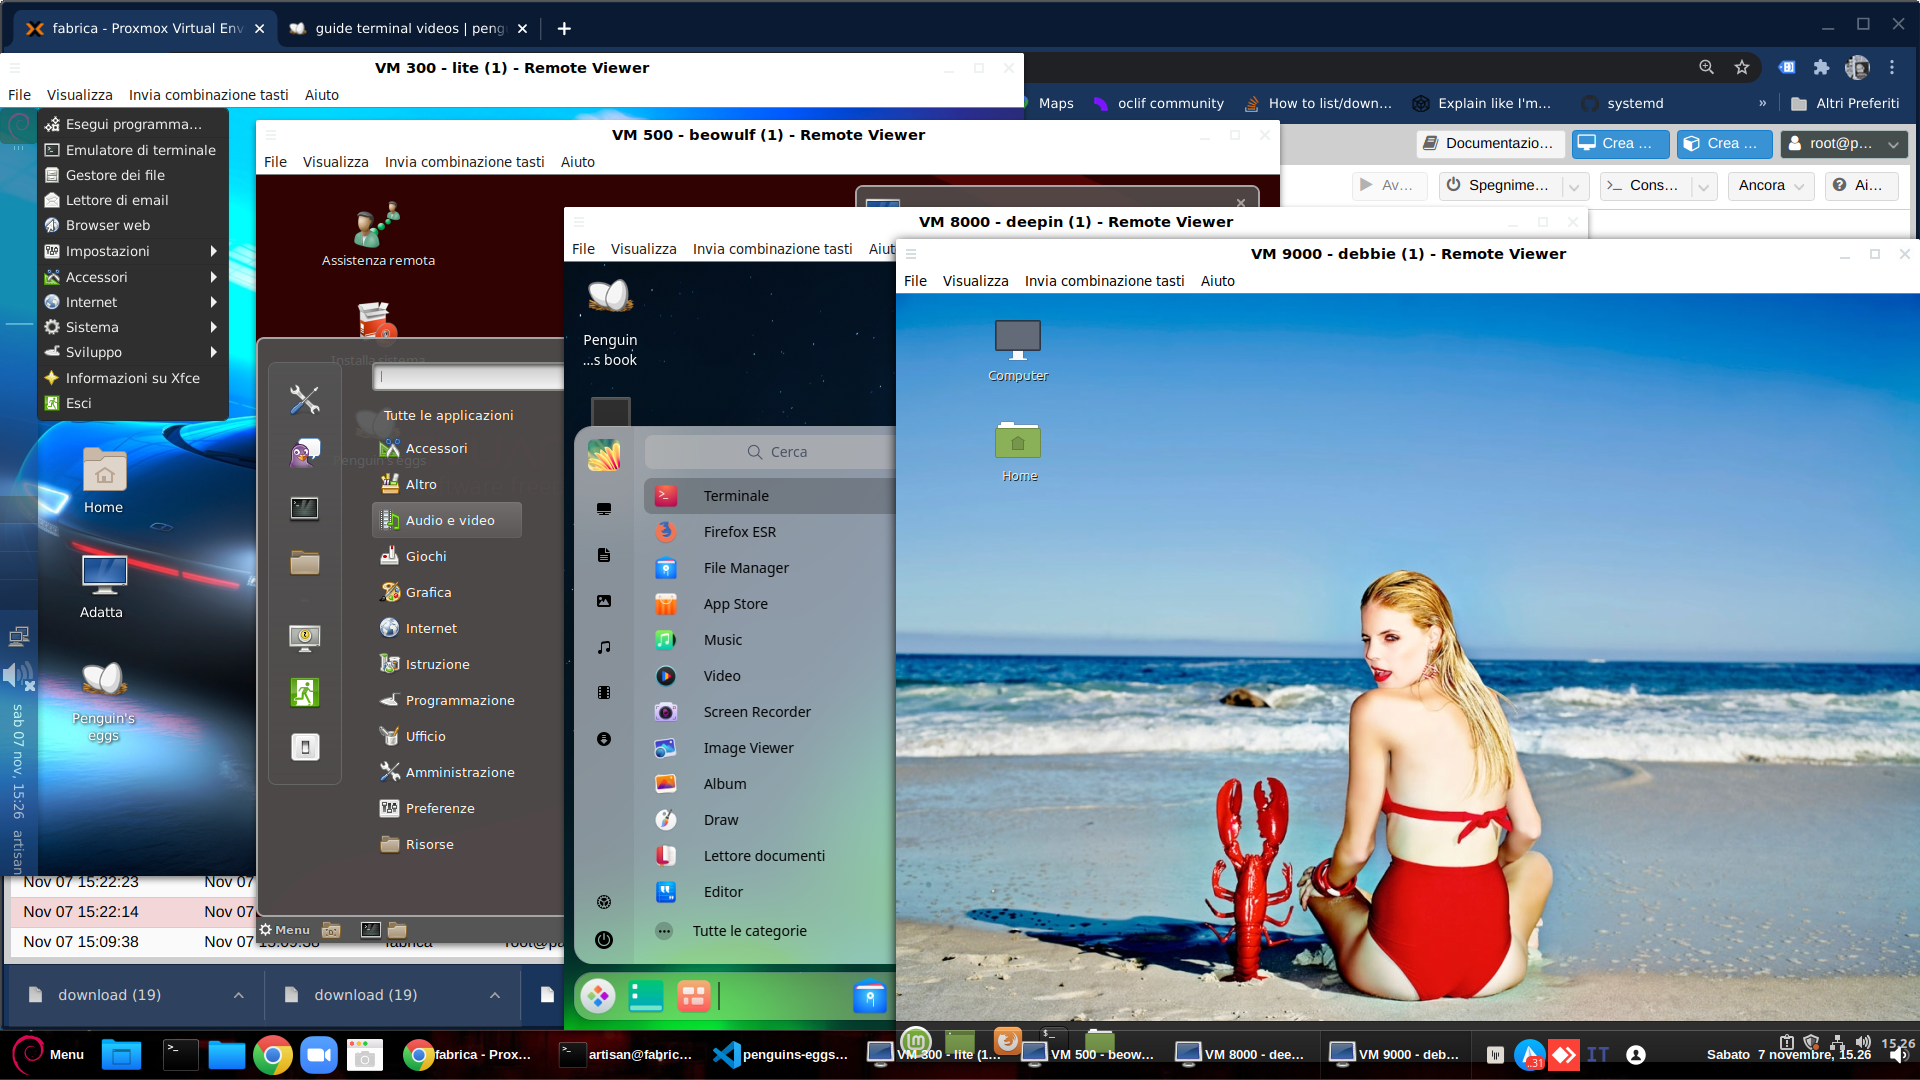 fabrica - Proxmox Virtual Env
guide terminal videos | peng
VM 300 - lite (1) - Remote Viewer
File Visualizza Invia combinazione tasti Aiuto
Maps oclif community How to list/down... Explain like I'm... systemd » Altri Preferiti
Esegui programma...
Emulatore di terminale
Gestore dei file
Lettore di email
Browser web
Impostazioni
Accessori
Internet
Sistema
Sviluppo
Informazioni su Xfce
Esci
Home
Adatta
Penguin's
eggs
sab 07 nov, 15:26 artisan
VM 500 - beowulf (1) - Remote Viewer
File Visualizza Invia combinazione tasti Aiuto
Documentazio... Crea ... Crea ... root@p...
Av... Spegnime... Cons... Ancora Ai...
Assistenza remota
Installa sistema
Penguin's eggs
Tutte le applicazioni
Accessori
Altro
Audio e video
Giochi
Grafica
Internet
Istruzione
Programmazione
Ufficio
Amministrazione
Preferenze
Risorse
Menu
VM 8000 - deepin (1) - Remote Viewer
File Visualizza Invia combinazione tasti Aiut
Penguin
...s book
Cerca
Terminale
Firefox ESR
File Manager
App Store
Music
Video
Screen Recorder
Image Viewer
Album
Draw
Lettore documenti
Editor
Tutte le categorie
VM 9000 - debbie (1) - Remote Viewer
File Visualizza Invia combinazione tasti Aiuto
Computer
Home
15.26
Nov 07 15:22:23 Nov 07
Nov 07 15:22:14 Nov 07
Nov 07 15:09:38 Nov 07 15:09:38 fabrica root@pa
download (19) download (19)
Menu fabrica - Prox... artisan@fabric... penguins-eggs... VM 300 - lite (1... VM 500 - beow... VM 8000 - dee... VM 9000 - deb... 31 IT Sabato 7 novembre, 15.26